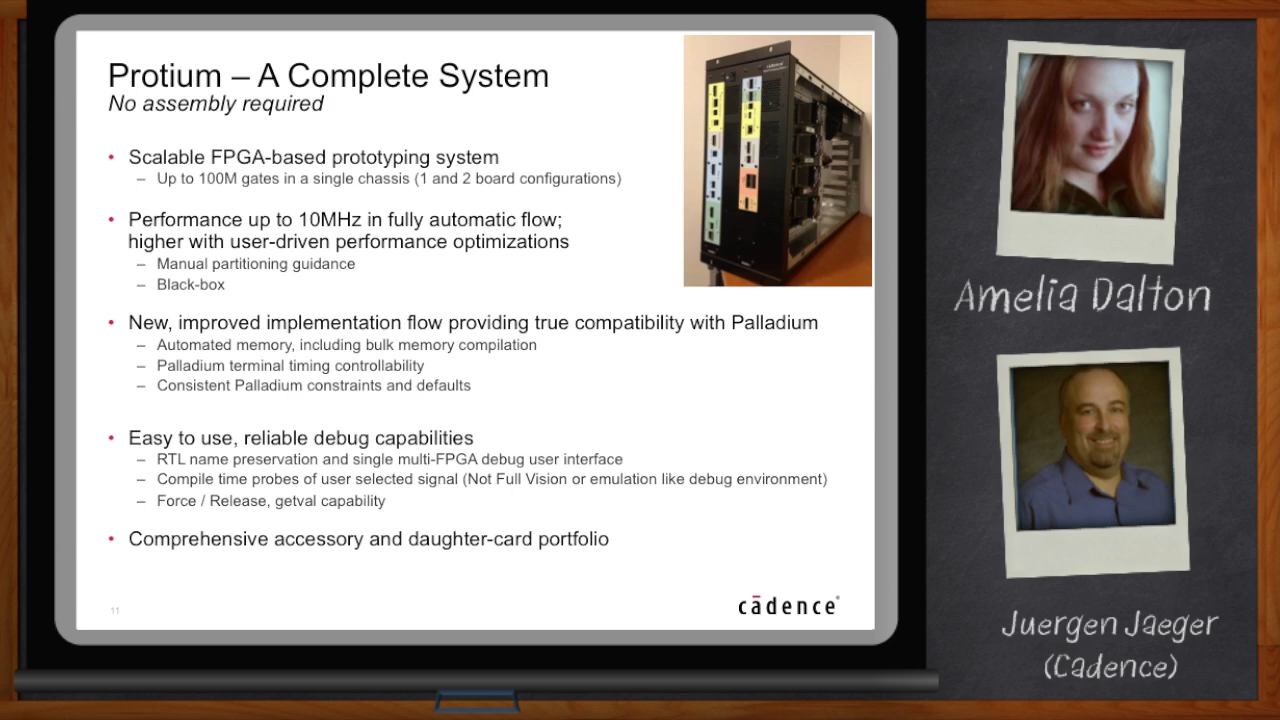 Protium – A Complete System
No assembly required
• Scalable FPGA-based prototyping system
– Up to 100M gates in a single chassis (1 and 2 board configurations)
• Performance up to 10MHz in fully automatic flow;
higher with user-driven performance optimizations
– Manual partitioning guidance
– Black-box
• New, improved implementation flow providing true compatibility with Palladium
– Automated memory, including bulk memory compilation
– Palladium terminal timing controllability
– Consistent Palladium constraints and defaults
• Easy to use, reliable debug capabilities
– RTL name preservation and single multi-FPGA debug user interface
– Compile time probes of user selected signal (Not Full Vision or emulation like debug environment)
– Force / Release, getval capability
• Comprehensive accessory and daughter-card portfolio
11
cādence®
Amelia Dalton
Juergen Jaeger
(Cadence)